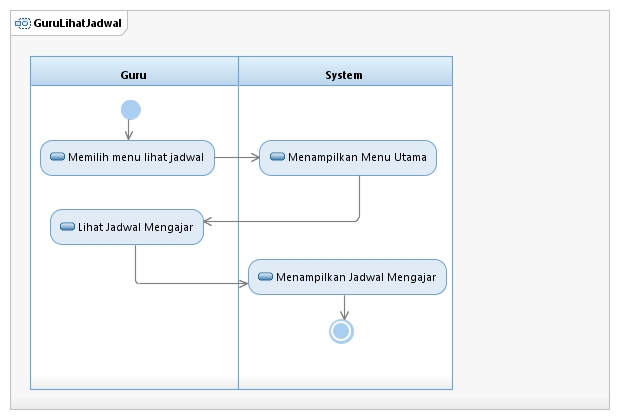 GuruLihatJadwal
Guru
System
Memilih menu lihat jadwal
Menampilkan Menu Utama
Lihat Jadwal Mengajar
Menampilkan Jadwal Mengajar